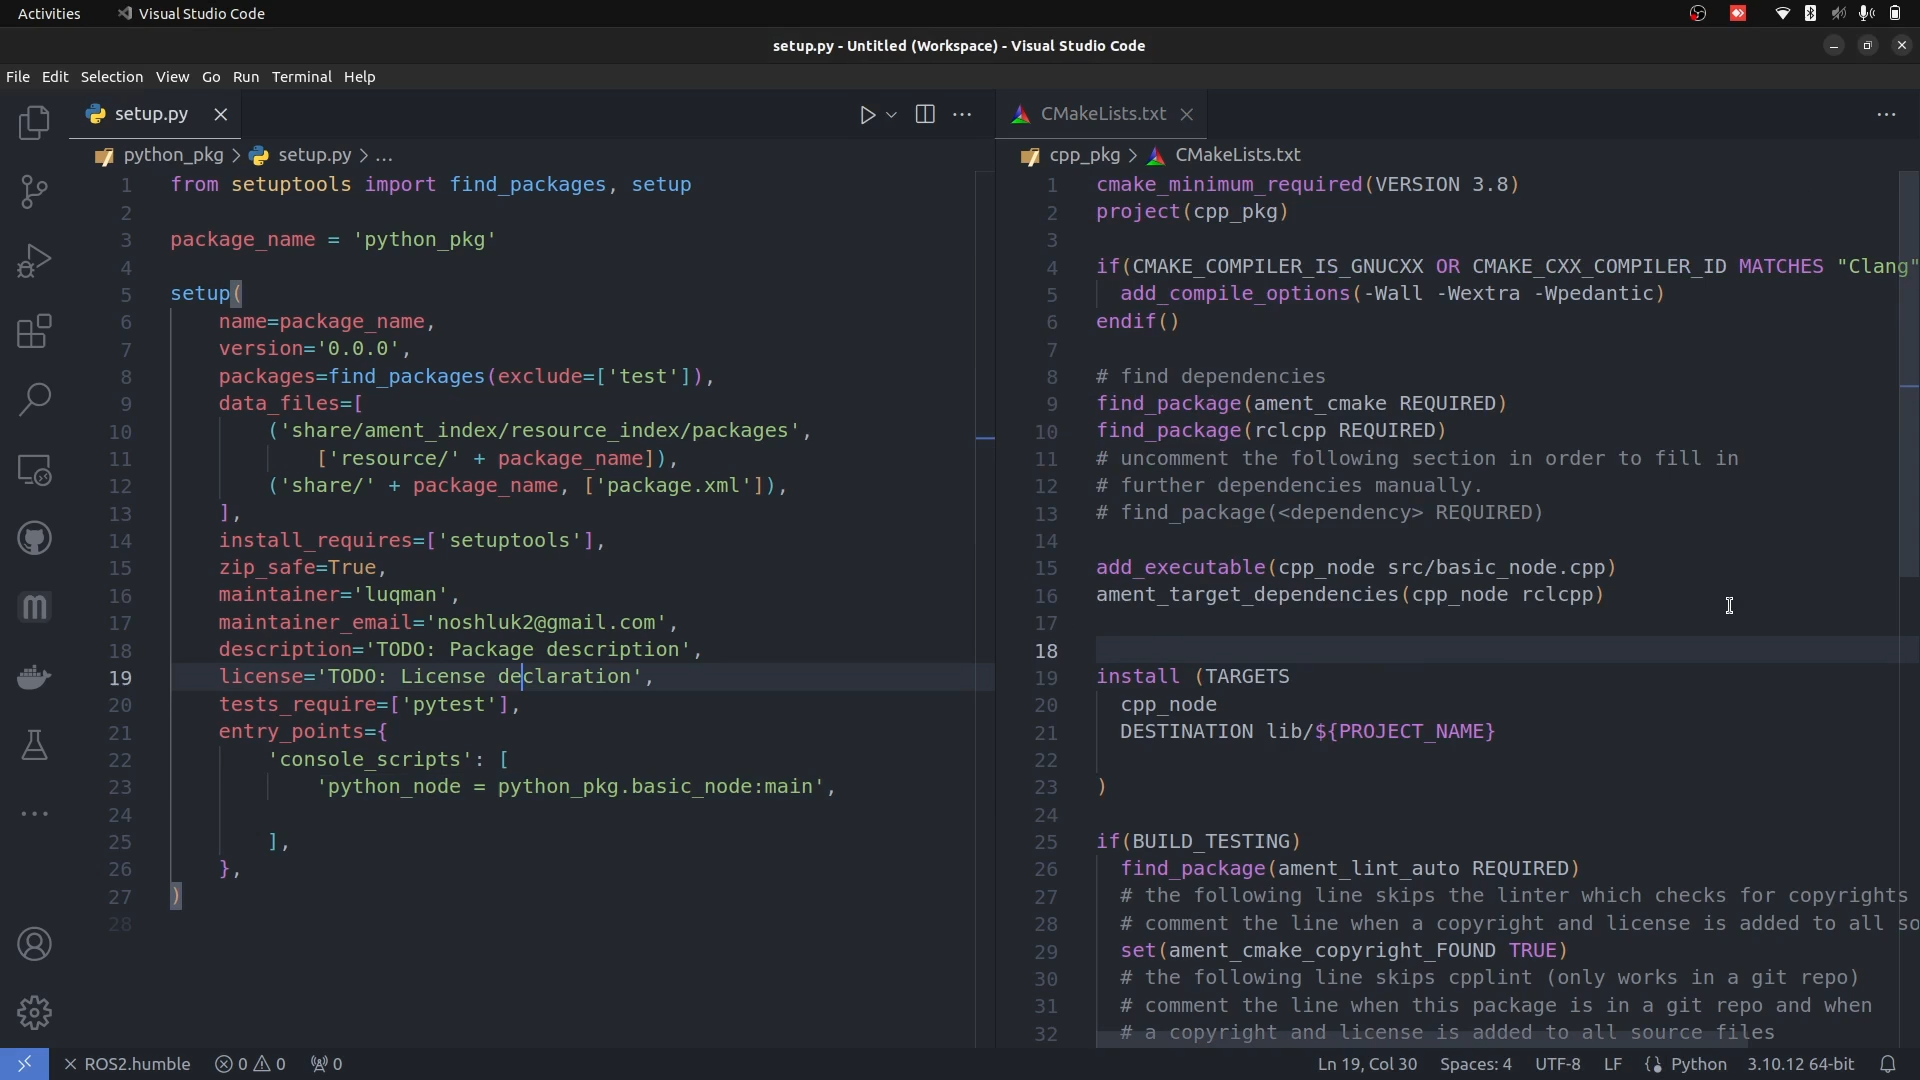 Activities
Visual Studio Code
setup.py - Untitled (Workspace) - Visual Studio Code
File Edit Selection View Go Run Terminal Help
setup.py
python_pkg > setup.py > ...
1 from setuptools import find_packages, setup
2
3 package_name = 'python_pkg'
4
5 setup(
6 name=package_name,
7 version='0.0.0',
8 packages=find_packages(exclude=['test']),
9 data_files=[
10 ('share/ament_index/resource_index/packages',
11 ['resource/' + package_name]),
12 ('share/' + package_name, ['package.xml']),
13 ],
14 install_requires=['setuptools'],
15 zip_safe=True,
16 maintainer='luqman',
17 maintainer_email='noshluk2@gmail.com',
18 description='TODO: Package description',
19 license='TODO: License declaration',
20 tests_require=['pytest'],
21 entry_points={
22 'console_scripts': [
23 'python_node = python_pkg.basic_node:main',
24
25 ],
26 },
27 )
28
CMakeLists.txt
cpp_pkg > CMakeLists.txt
1 cmake_minimum_required(VERSION 3.8)
2 project(cpp_pkg)
3
4 if(CMAKE_COMPILER_IS_GNUCXX OR CMAKE_CXX_COMPILER_ID MATCHES "Clang"
5 add_compile_options(-Wall -Wextra -Wpedantic)
6 endif()
7
8 # find dependencies
9 find_package(ament_cmake REQUIRED)
10 find_package(rclcpp REQUIRED)
11 # uncomment the following section in order to fill in
12 # further dependencies manually.
13 # find_package(<dependency> REQUIRED)
14
15 add_executable(cpp_node src/basic_node.cpp)
16 ament_target_dependencies(cpp_node rclcpp)
17
18
19 install (TARGETS
20 cpp_node
21 DESTINATION lib/${PROJECT_NAME}
22
23 )
24
25 if(BUILD_TESTING)
26 find_package(ament_lint_auto REQUIRED)
27 # the following line skips the linter which checks for copyrights
28 # comment the line when a copyright and license is added to all so
29 set(ament_cmake_copyright_FOUND TRUE)
30 # the following line skips cpplint (only works in a git repo)
31 # comment the line when this package is in a git repo and when
32 # a copyright and license is added to all source files
ROS2.humble
0 0
0
Ln 19, Col 30
Spaces: 4
UTF-8
LF
Python
3.10.12 64-bit